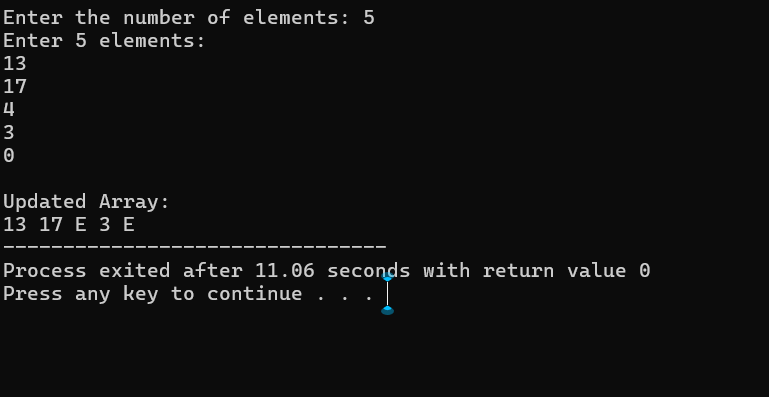 Enter the number of elements: 5
Enter 5 elements:
13
17
4
3
0
Updated Array:
13 17 E 3 E
--------------------------------
Process exited after 11.06 seconds with return value 0
Press any key to continue . . .